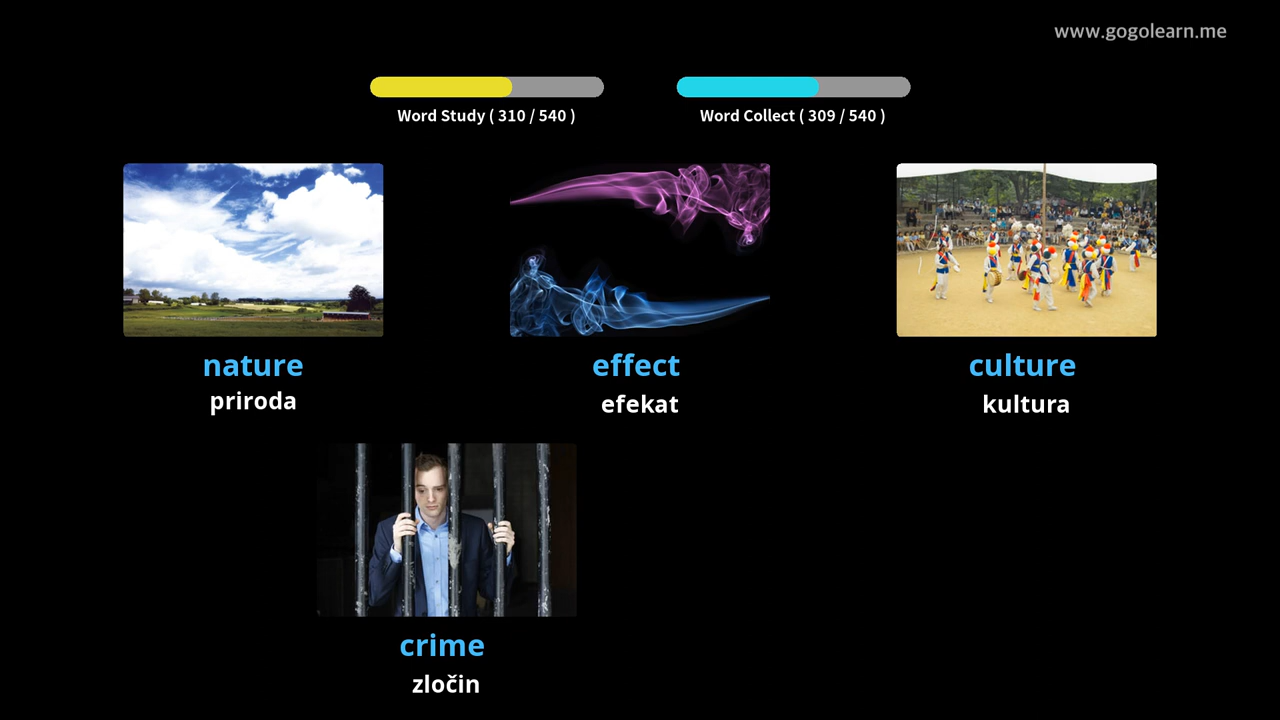 www.gogolearn.me
Word Study ( 310 / 540 )
Word Collect ( 309 / 540 )
nature
priroda
effect
efekat
culture
kultura
crime
zločin